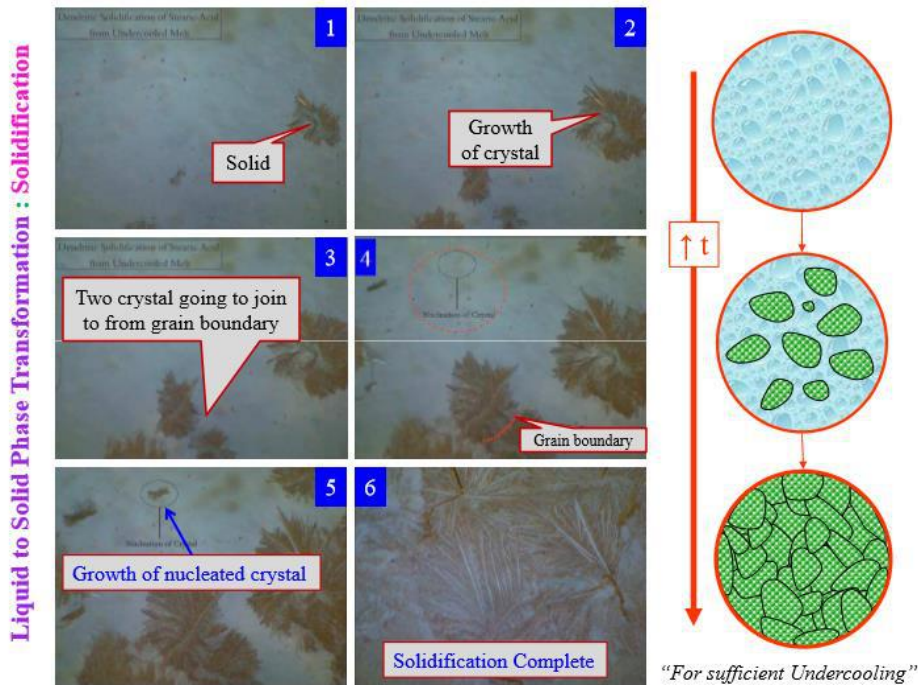 Liquid to Solid Phase Transformation : Solidification
Dendritic Solidification of Stearic Acid
from Undercooled Melt
1
Solid
Dendritic Solidification of Stearic Acid
from Undercooled Melt
2
Growth
of crystal
Dendritic Solidification of Stearic Acid
from Undercooled Melt
3
Two crystal going to join
to from grain boundary
4
Nucleation of Crystal
Grain boundary
5
Nucleation of Crystal
Growth of nucleated crystal
6
Solidification Complete
↑ t
“For sufficient Undercooling”